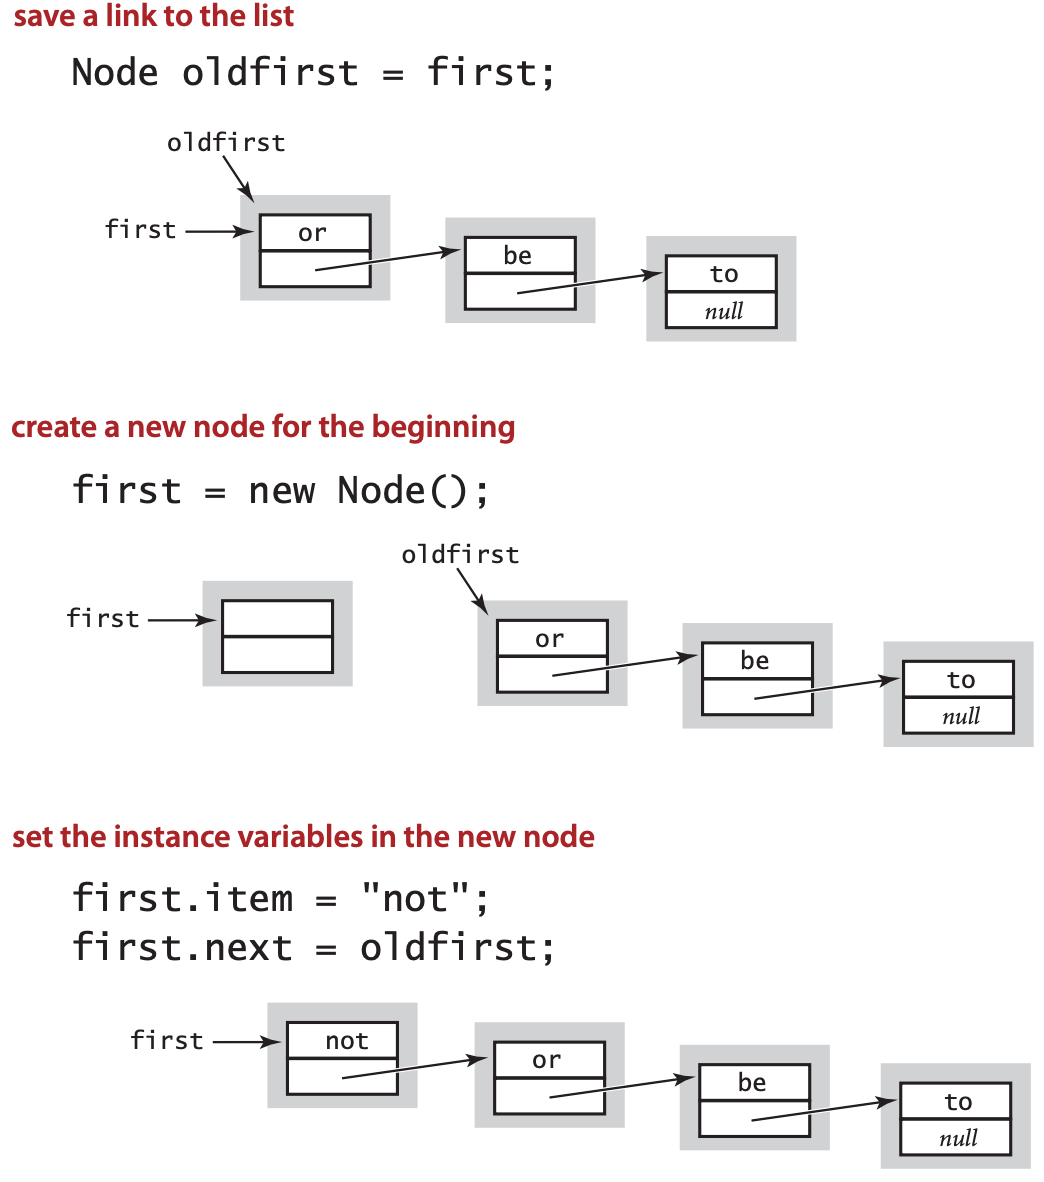 save a link to the list
Node oldfirst = first;
oldfirst
first
or
be
to
null
create a new node for the beginning
first = new Node();
oldfirst
first
or
be
to
null
set the instance variables in the new node
first.item = "not";
first.next = oldfirst;
first
not
or
be
to
null